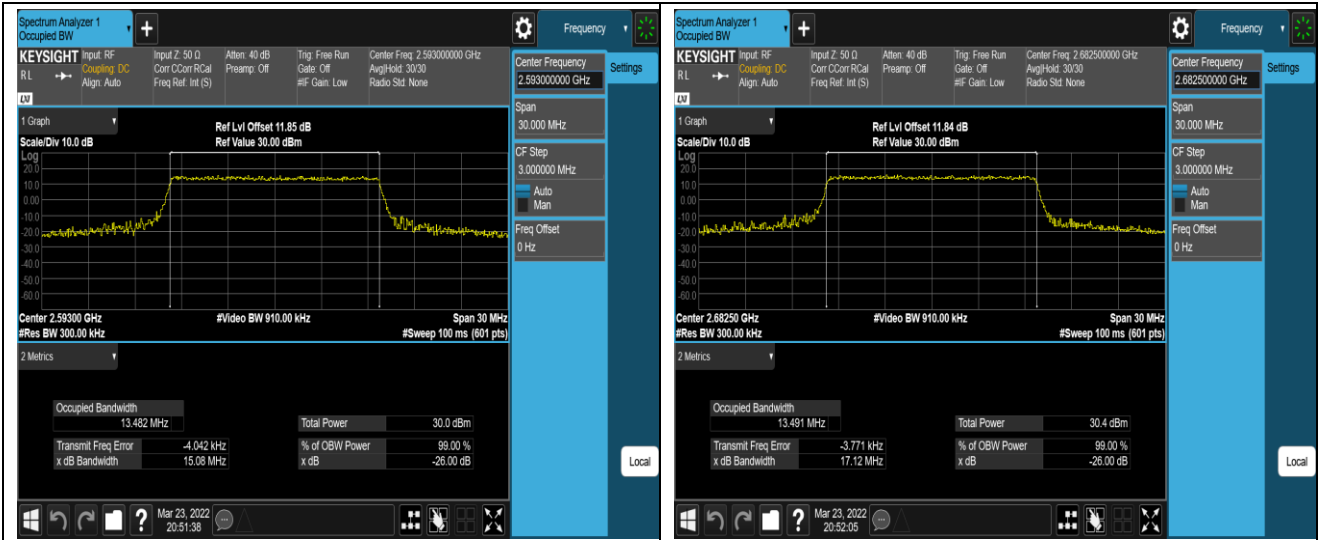 Spectrum Analyzer 1
Occupied BW
+
Frequency
KEYSIGHT Input: RF Input Z: 50 Ω Atten: 40 dB Trig: Free Run Center Freq: 2.593000000 GHz
RL Coupling: DC Corr CCorr RCal Preamp: Off Gate: Off Avg|Hold: 30/30
Align: Auto Freq Ref: Int (S) #IF Gain: Low Radio Std: None
LXI
Center Frequency
2.593000000 GHz
Settings
Span
30.000 MHz
CF Step
3.000000 MHz
Auto
Man
Freq Offset
0 Hz
1 Graph
Ref Lvl Offset 11.85 dB
Scale/Div 10.0 dB Ref Value 30.00 dBm
Log
20.0
10.0
0.00
-10.0
-20.0
-30.0
-40.0
-50.0
-60.0
Center 2.59300 GHz #Video BW 910.00 kHz Span 30 MHz
#Res BW 300.00 kHz #Sweep 100 ms (601 pts)
2 Metrics
Occupied Bandwidth
13.482 MHz Total Power 30.0 dBm
Transmit Freq Error -4.042 kHz % of OBW Power 99.00 %
x dB Bandwidth 15.08 MHz x dB -26.00 dB
Local
?
Mar 23, 2022
20:51:38
Spectrum Analyzer 1
Occupied BW
+
Frequency
KEYSIGHT Input: RF Input Z: 50 Ω Atten: 40 dB Trig: Free Run Center Freq: 2.682500000 GHz
RL Coupling: DC Corr CCorr RCal Preamp: Off Gate: Off Avg|Hold: 30/30
Align: Auto Freq Ref: Int (S) #IF Gain: Low Radio Std: None
LXI
Center Frequency
2.682500000 GHz
Settings
Span
30.000 MHz
CF Step
3.000000 MHz
Auto
Man
Freq Offset
0 Hz
1 Graph
Ref Lvl Offset 11.84 dB
Scale/Div 10.0 dB Ref Value 30.00 dBm
Log
20.0
10.0
0.00
-10.0
-20.0
-30.0
-40.0
-50.0
-60.0
Center 2.68250 GHz #Video BW 910.00 kHz Span 30 MHz
#Res BW 300.00 kHz #Sweep 100 ms (601 pts)
2 Metrics
Occupied Bandwidth
13.491 MHz Total Power 30.4 dBm
Transmit Freq Error -3.771 kHz % of OBW Power 99.00 %
x dB Bandwidth 17.12 MHz x dB -26.00 dB
Local
?
Mar 23, 2022
20:52:05